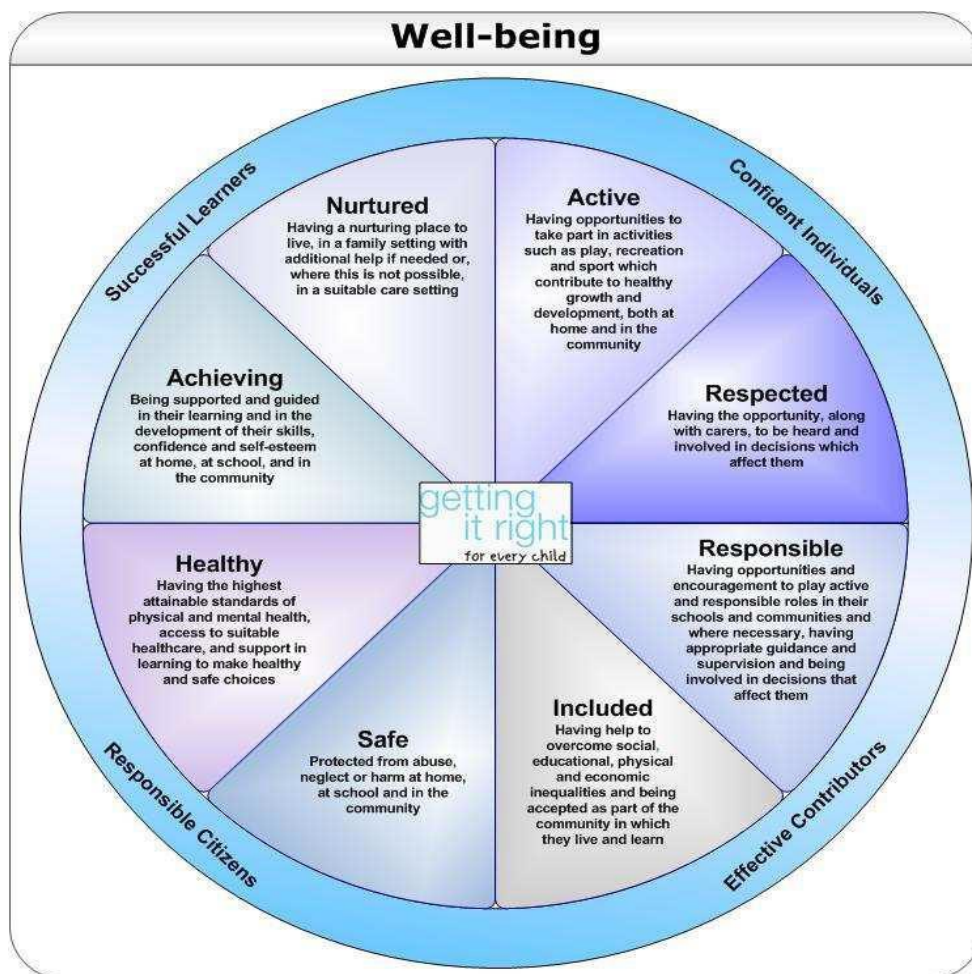 Well-being
Successful Learners
Confident Individuals
Nurtured
Having a nurturing place to
live, in a family setting with
additional help if needed or,
where this is not possible,
in a suitable care setting
Active
Having opportunities to
take part in activities
such as play, recreation
and sport which
contribute to healthy
growth and
development, both at
home and in the
community
Achieving
Being supported and guided
in their learning and in the
development of their skills,
confidence and self-esteem
at home, at school, and in
the community
Respected
Having the opportunity, along
with carers, to be heard and
involved in decisions which
affect them
getting
it right
for every child
Healthy
Having the highest
attainable standards of
physical and mental health,
access to suitable
healthcare, and support in
learning to make healthy
and safe choices
Responsible
Having opportunities and
encouragement to play active
and responsible roles in their
schools and communities and
where necessary, having
appropriate guidance and
supervision and being
involved in decisions that
affect them
Safe
Protected from abuse,
neglect or harm at home,
at school and in the
community
Included
Having help to
overcome social,
educational, physical
and economic
inequalities and being
accepted as part of the
community in which
they live and learn
Responsible Citizens
Effective Contributors